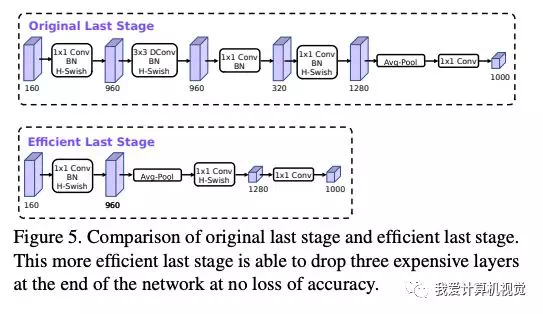 Original Last Stage
1x1 Conv
BN
H-Swish
3x3 DConv
BN
H-Swish
1x1 Conv
BN
1x1 Conv
BN
H-Swish
Avg-Pool
1x1 Conv
160
960
960
320
1280
1000
Efficient Last Stage
1x1 Conv
BN
H-Swish
Avg-Pool
1x1 Conv
H-Swish
1x1 Conv
160
960
1280
1000
Figure 5. Comparison of original last stage and efficient last stage.
This more efficient last stage is able to drop three expensive layers
at the end of the network at no loss of accuracy.
我爱计算机视觉